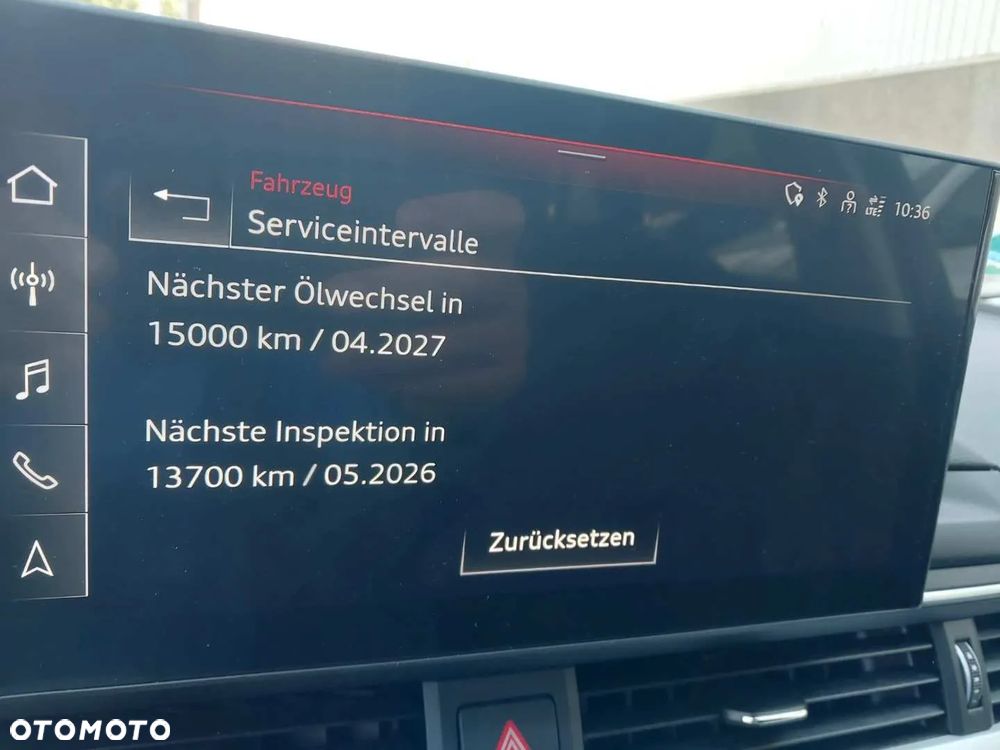 Fahrzeug
Serviceintervalle
10:36
Nächster Ölwechsel in
15000 km / 04.2027
Nächste Inspektion in
13700 km / 05.2026
Zurücksetzen
OTOMOTO